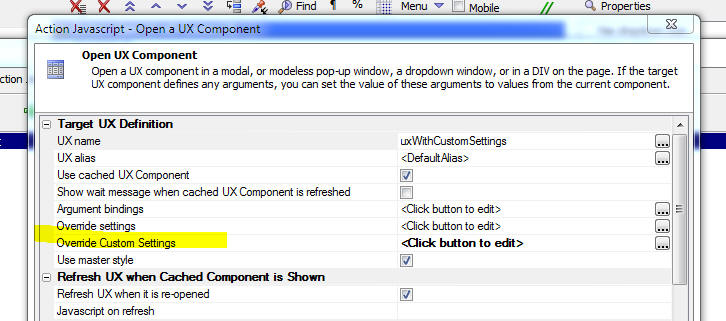 Find % Menu Mobile // Properties
Action Javascript - Open a UX Component
Open UX Component
Open a UX component in a modal, or modeless pop-up window, a dropdown window, or in a DIV on the page. If the target
UX component defines any arguments, you can set the value of these arguments to values from the current component.
Target UX Definition
UX name uxWithCustomSettings ...
UX alias <DefaultAlias> ...
Use cached UX Component
Show wait message when cached UX Component is refreshed
Argument bindings <Click button to edit> ...
Override settings <Click button to edit> ...
Override Custom Settings <Click button to edit> ...
Use master style
Refresh UX when Cached Component is Shown
Refresh UX when it is re-opened
Javascript on refresh